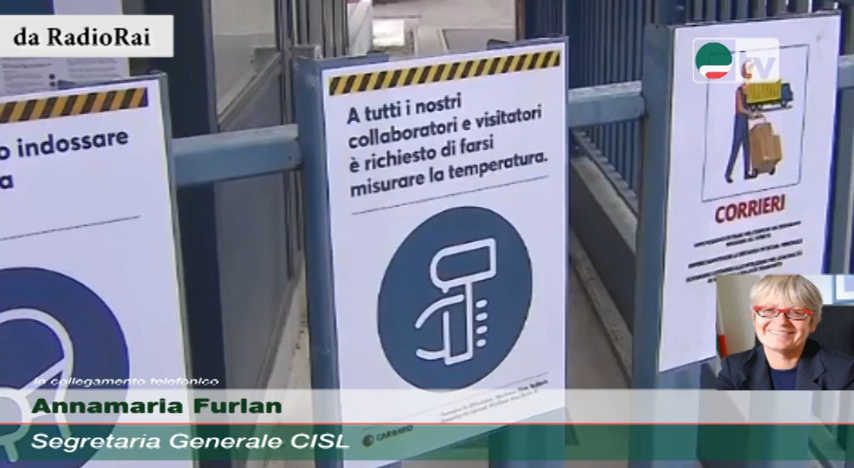 da RadioRai
tv
o indossare
a
A tutti i nostri
collaboratori e visitatori
è richiesto di farsi
misurare la temperatura.
CORRIERI
In collegamento telefonico
Annamaria Furlan
Segretaria Generale CISL